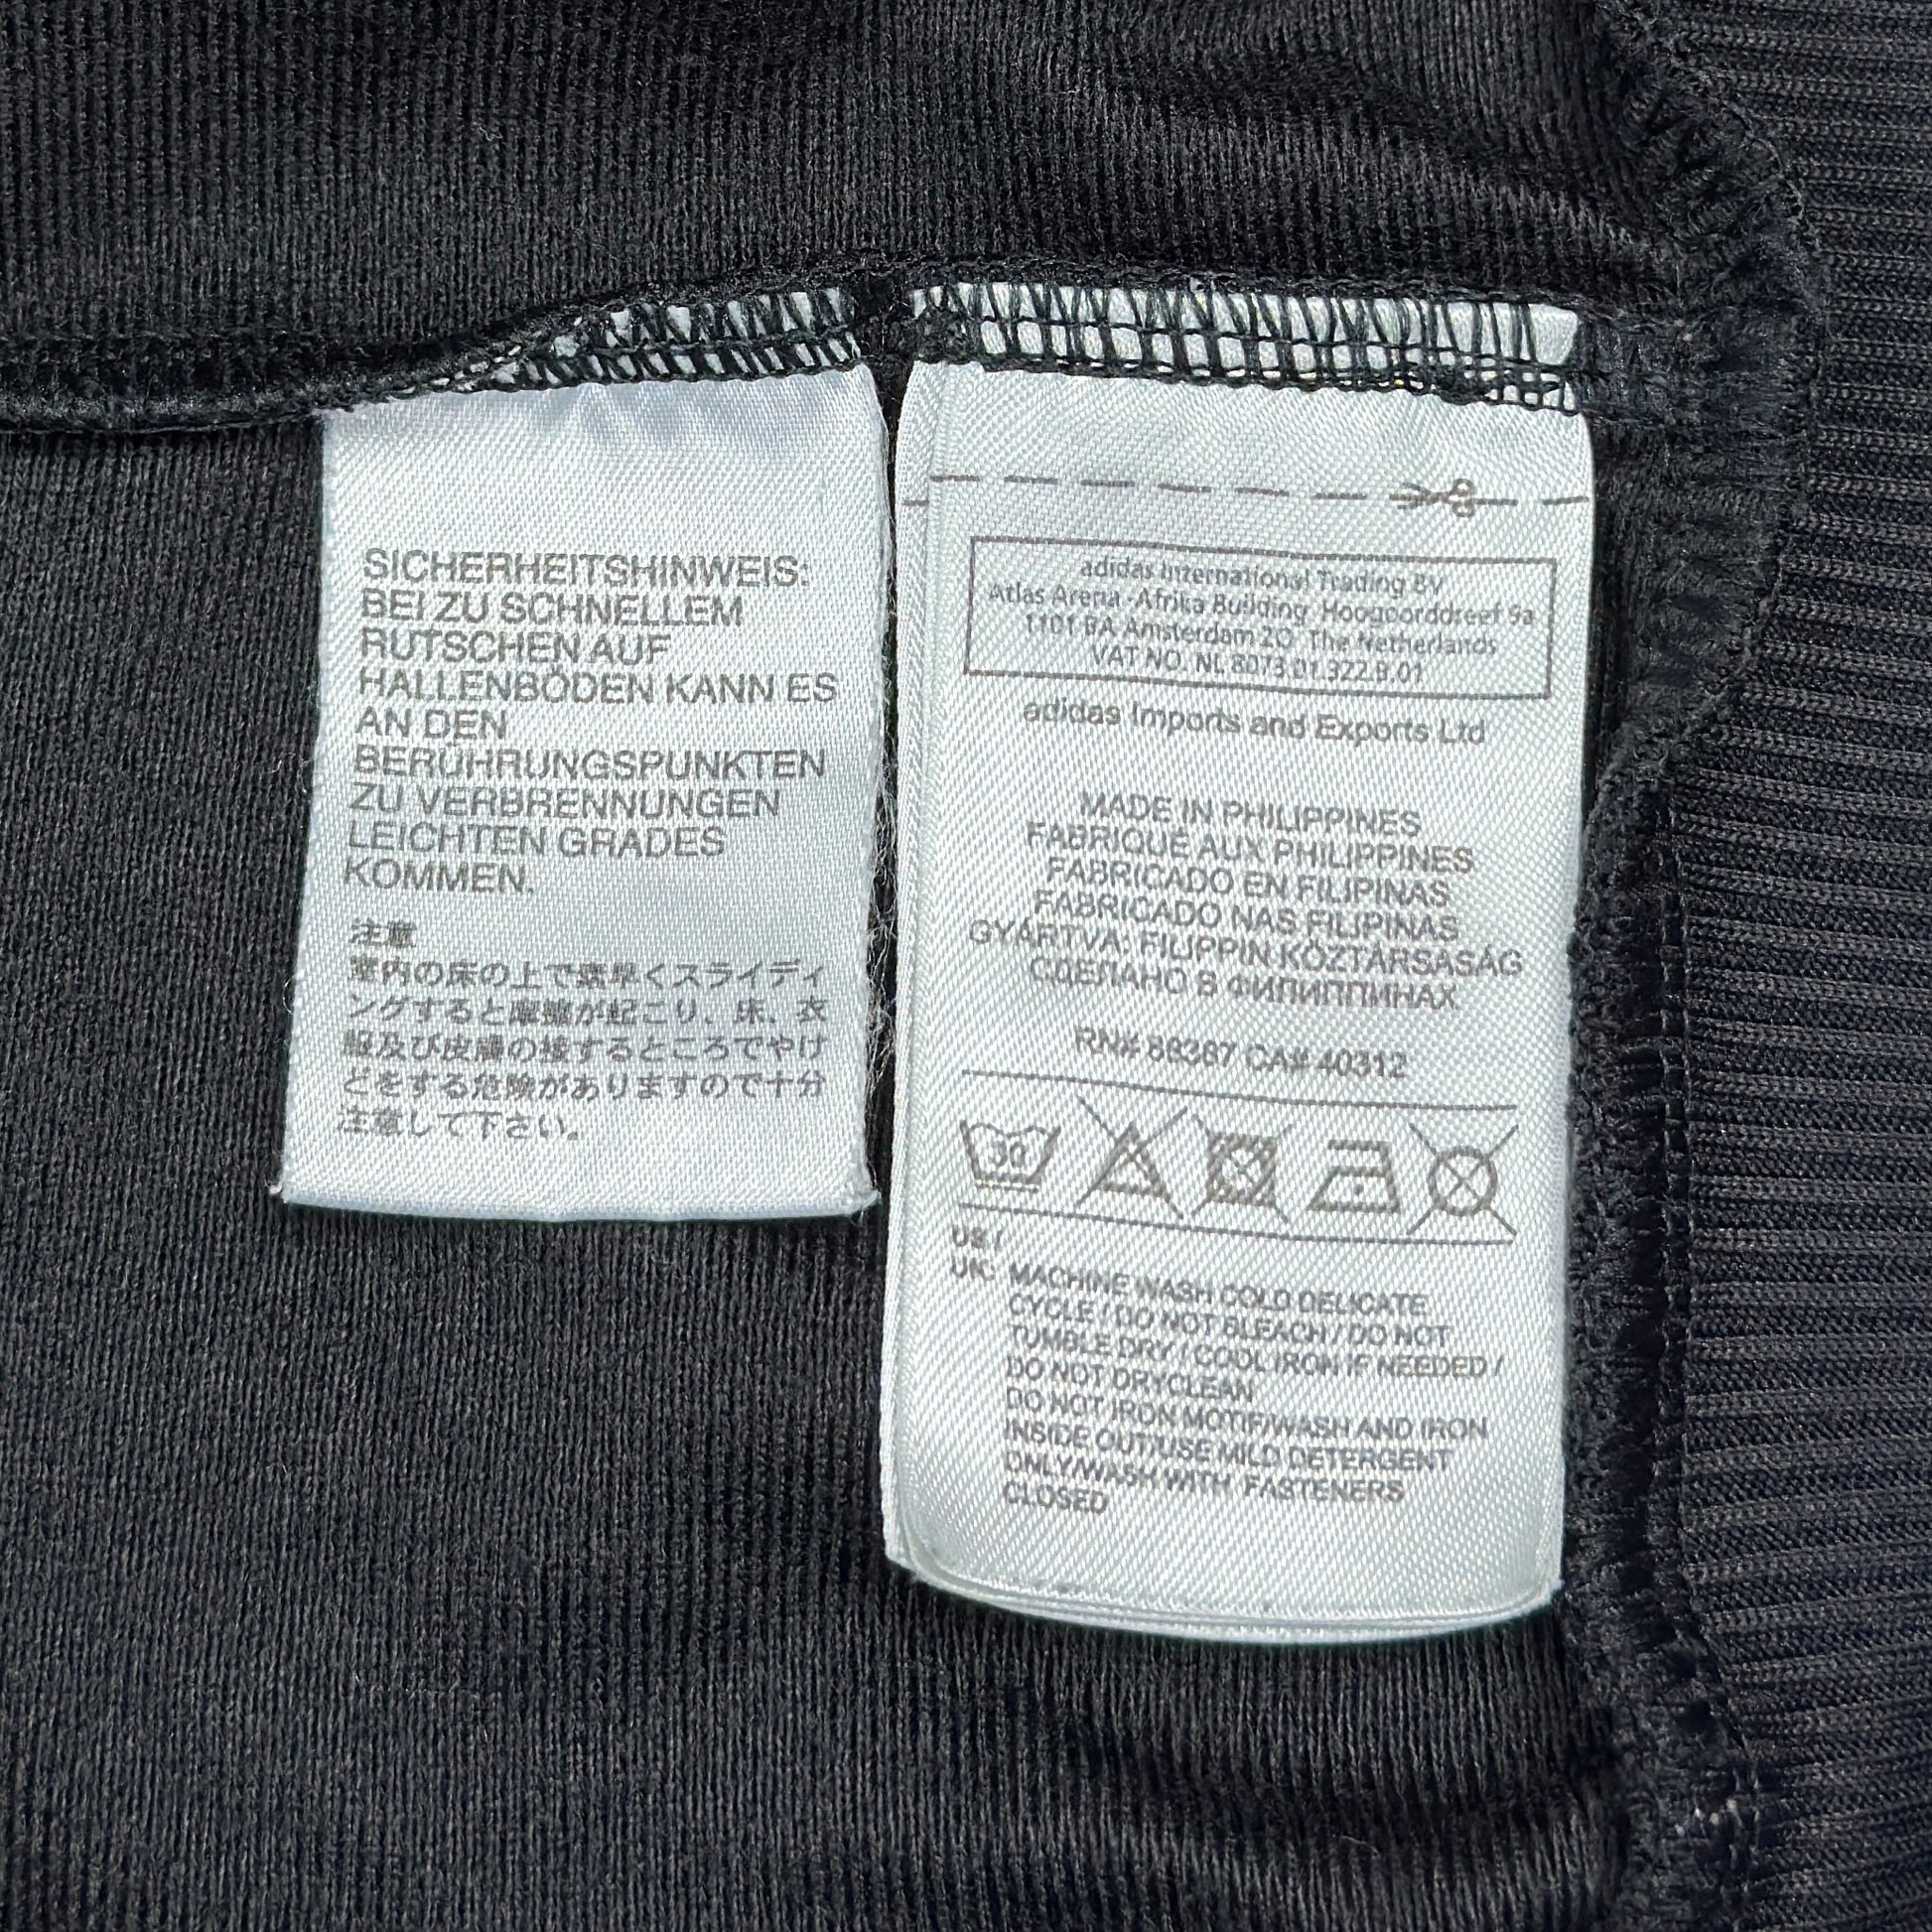 SICHERHEITSHINWEIS:
BEI ZU SCHNELLEM
RUTSCHEN AUF
HALLENBÖDEN KANN ES
AN DEN
BERÜHRUNGSPUNKTEN
ZU VERBRENNUNGEN
LEICHTEN GRADES
KOMMEN.
注意
室内の床の上で素早くスライディ
ングすると摩擦が起こり、床、衣
服及び皮膚の接するところでやけ
どをする危険がありますので十分
注意して下さい。
adidas International Trading BV
Atlas Arena - Afrika Building Hoogoorddreef 9a
1101 BA Amsterdam ZO The Netherlands
VAT NO. NL 8073.01.922.B.01
adidas Imports and Exports Ltd
MADE IN PHILIPPINES
FABRIQUÉ AUX PHILIPPINES
FABRICADO EN FILIPINAS
FABRICADO NAS FILIPINAS
GYÁRTVA: FILIPPIN KÖZTÁRSASÁG
СДЕЛАНО В ФИЛИППИНАХ
RN# 88387 CA# 40312
30
US /
UK: MACHINE WASH COLD DELICATE
CYCLE / DO NOT BLEACH / DO NOT
TUMBLE DRY / COOL IRON IF NEEDED /
DO NOT DRYCLEAN
DO NOT IRON MOTIF/WASH AND IRON
INSIDE OUT/USE MILD DETERGENT
ONLY/WASH WITH FASTENERS
CLOSED